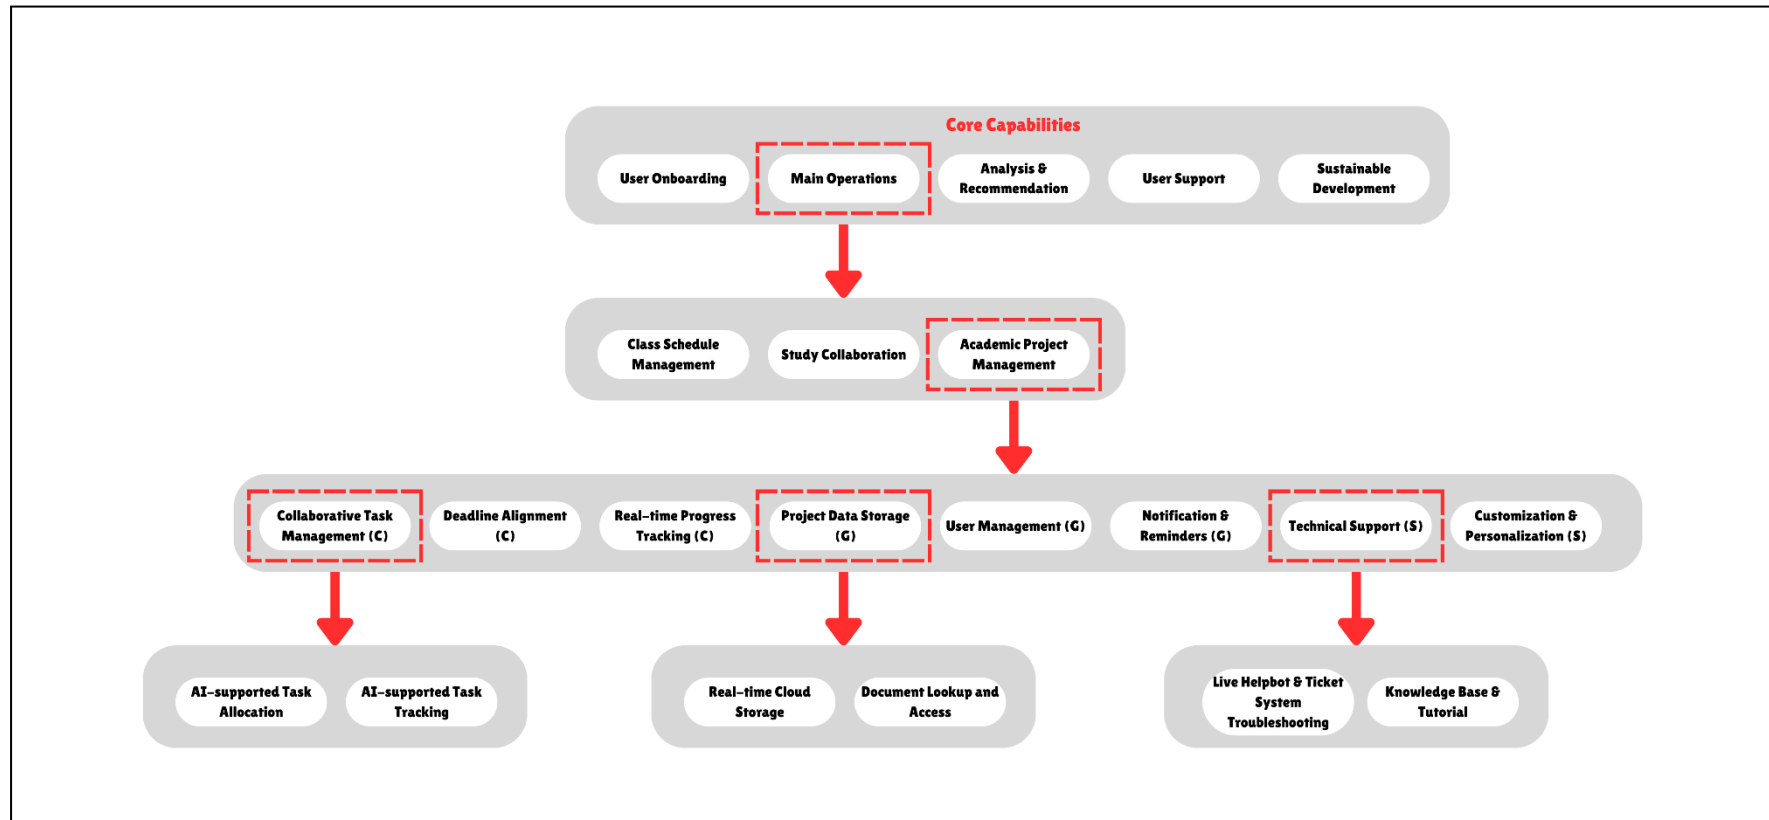 Core Capabilities
User Onboarding
Main Operations
Analysis &
Recommendation
User Support
Sustainable
Development
Class Schedule
Management
Study Collaboration
Academic Project
Management
Collaborative Task
Management (C)
Deadline Alignment
(C)
Real-time Progress
Tracking (C)
Project Data Storage
(G)
User Management (G)
Notification &
Reminders (G)
Technical Support (S)
Customization &
Personalization (S)
AI-supported Task
Allocation
AI-supported Task
Tracking
Real-time Cloud
Storage
Document Lookup and
Access
Live Helpbot & Ticket
System
Troubleshooting
Knowledge Base &
Tutorial